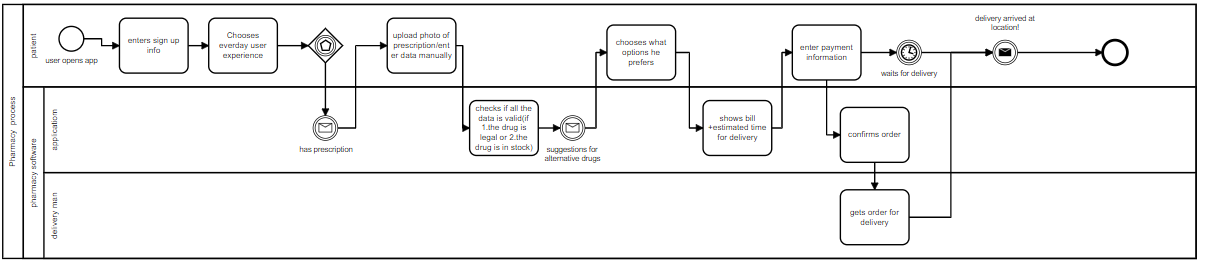 Pharmacy process
patient
user opens app
enters sign up
info
Chooses
everday user
experience
upload photo of
prescription/ent
er data manually
chooses what
options he
prefers
enter payment
information
waits for delivery
delivery arrived at
location!
pharmacy software
applicationm
has prescription
checks if all the
data is valid(if
1.the drug is
legal or 2.the
drug is in stock)
suggestions for
alternative drugs
shows bill
+estimated time
for delivery
confirms order
delivery man
gets order for
delivery